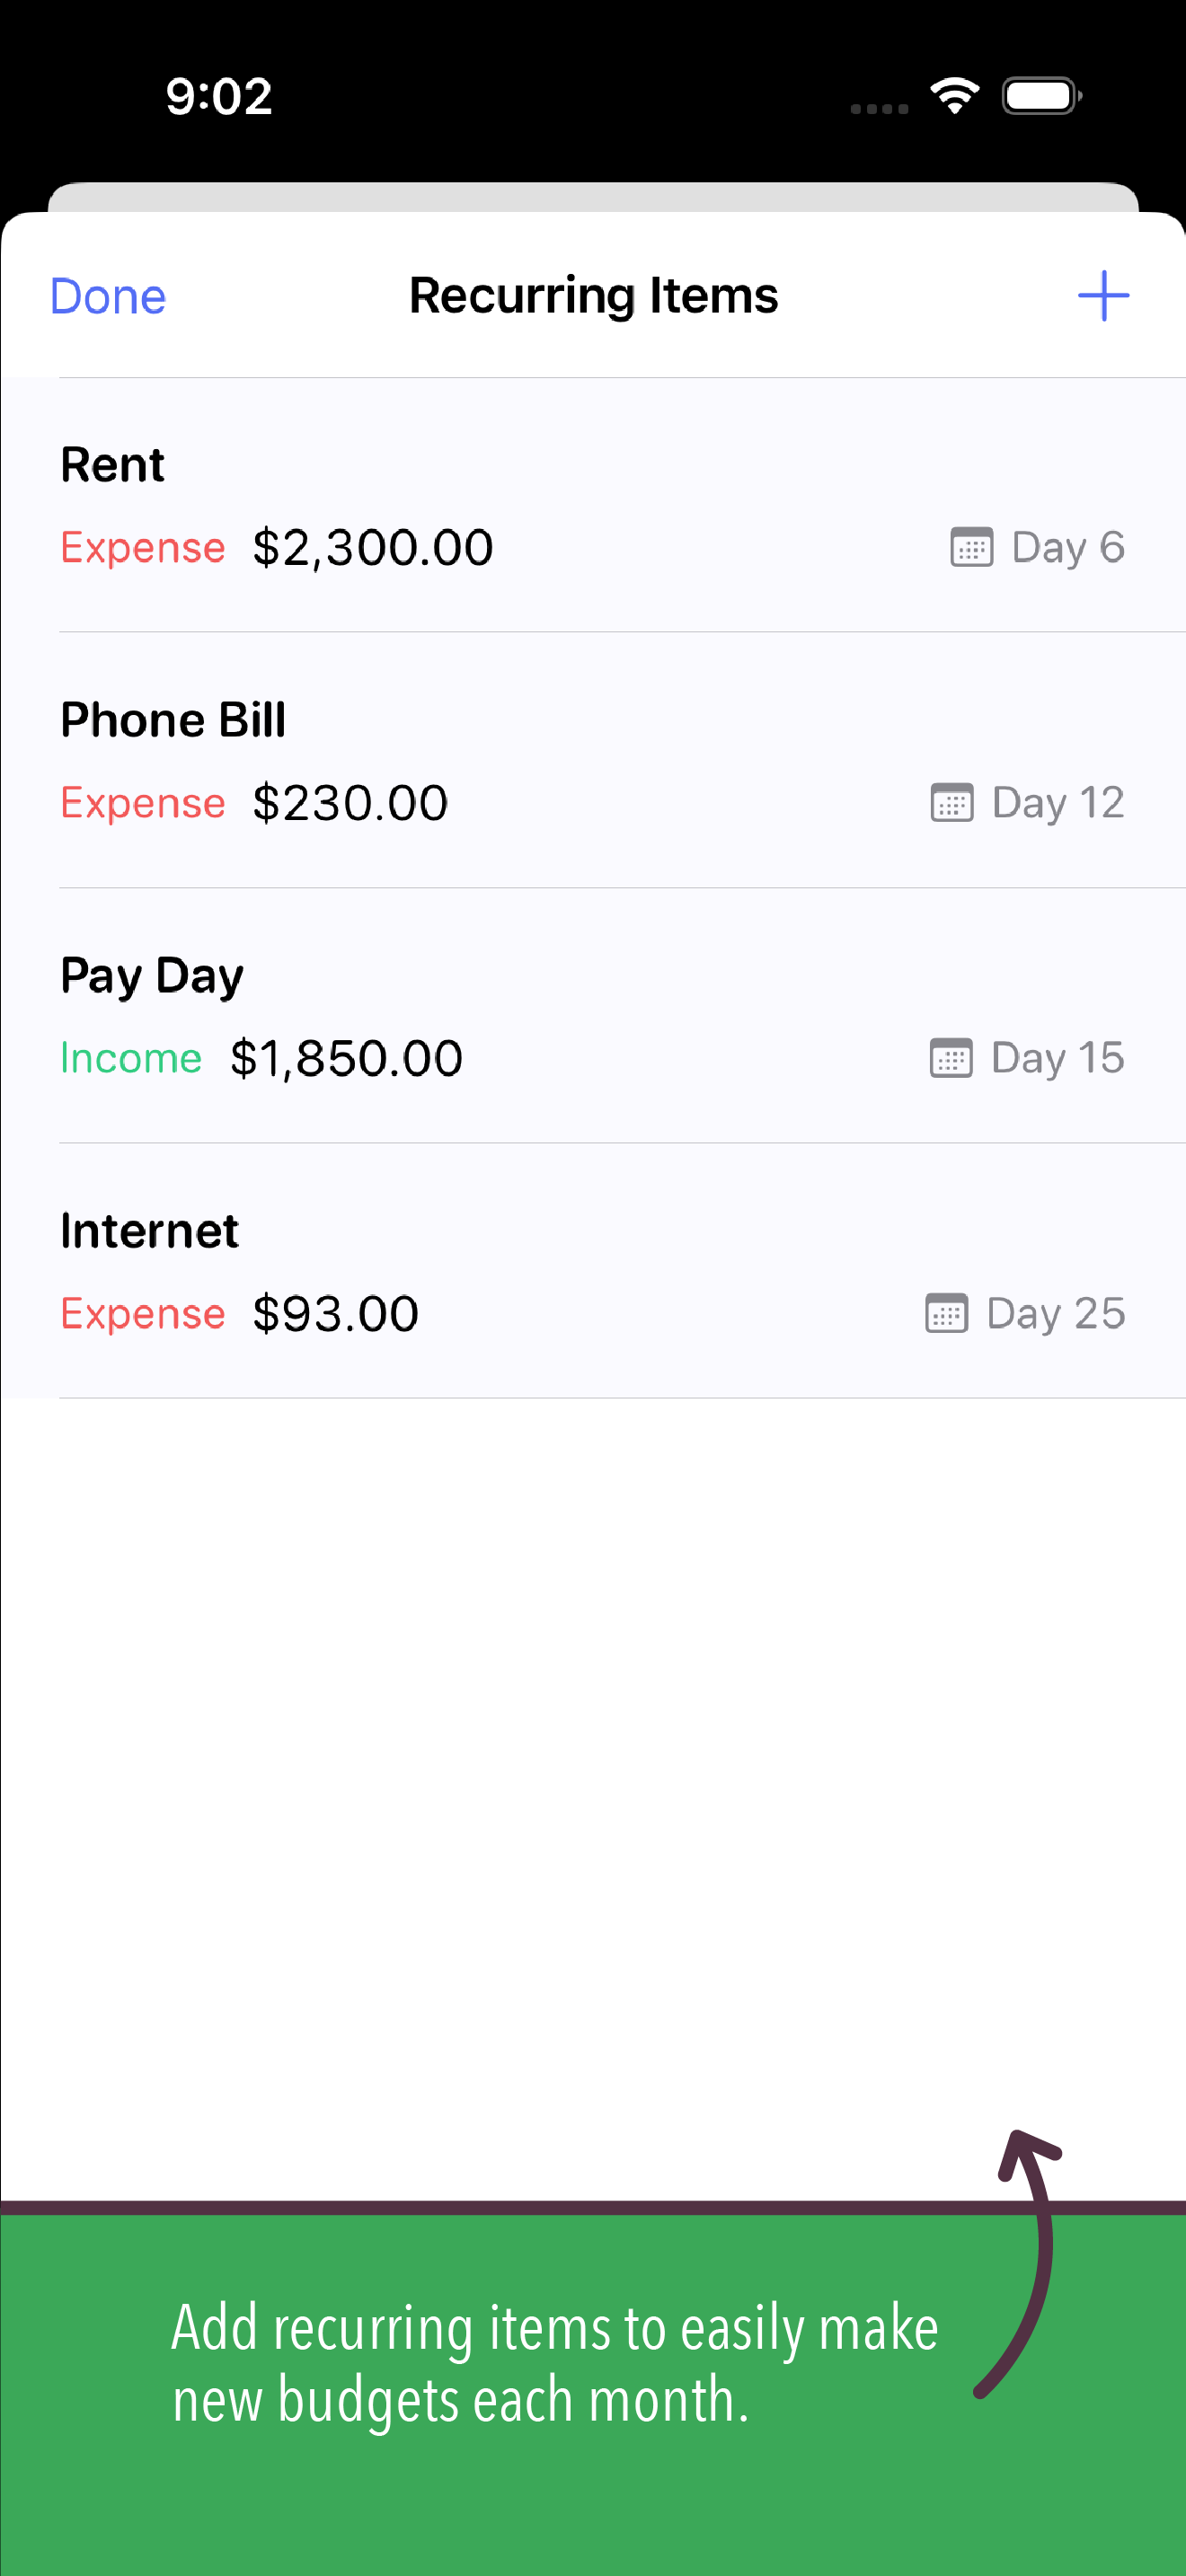 9:02
Done Recurring Items +
Rent
Expense $2,300.00 Day 6
Phone Bill
Expense $230.00 Day 12
Pay Day
Income $1,850.00 Day 15
Internet
Expense $93.00 Day 25
Add recurring items to easily make
new budgets each month.